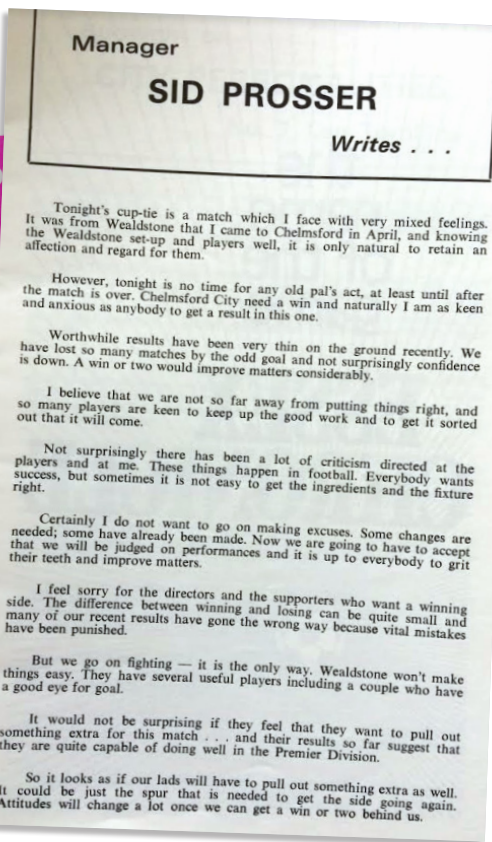 Manager
SID PROSSER
Writes . . .
Tonight's cup-tie is a match which I face with very mixed feelings.
It was from Wealdstone that I came to Chelmsford in April, and knowing
the Wealdstone set-up and players well, it is only natural to retain an
affection and regard for them.
However, tonight is no time for any old pal's act, at least until after
the match is over. Chelmsford City need a win and naturally I am as keen
and anxious as anybody to get a result in this one.
Worthwhile results have been very thin on the ground recently. We
have lost so many matches by the odd goal and not surprisingly confidence
is down. A win or two would improve matters considerably.
I believe that we are not so far away from putting things right, and
so many players are keen to keep up the good work and to get it sorted
out that it will come.
Not surprisingly there has been a lot of criticism directed at the
players and at me. These things happen in football. Everybody wants
success, but sometimes it is not easy to get the ingredients and the fixture
right.
Certainly I do not want to go on making excuses. Some changes are
needed; some have already been made. Now we are going to have to accept
that we will be judged on performances and it is up to everybody to grit
their teeth and improve matters.
I feel sorry for the directors and the supporters who want a winning
side. The difference between winning and losing can be quite small and
many of our recent results have gone the wrong way because vital mistakes
have been punished.
But we go on fighting — it is the only way. Wealdstone won't make
things easy. They have several useful players including a couple who have
a good eye for goal.
It would not be surprising if they feel that they want to pull out
something extra for this match . . . and their results so far suggest that
they are quite capable of doing well in the Premier Division.
So it looks as if our lads will have to pull out something extra as well.
It could be just the spur that is needed to get the side going again.
Attitudes will change a lot once we can get a win or two behind us.